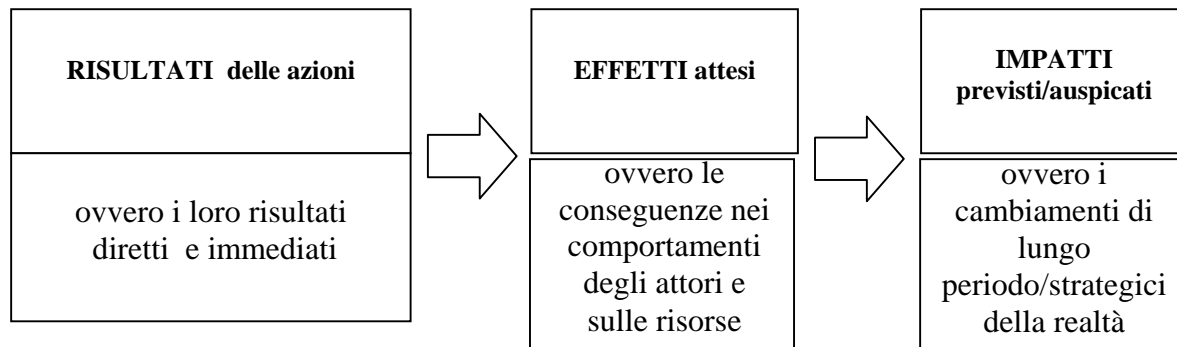 RISULTATI delle azioni
ovvero i loro risultati
diretti e immediati
EFFETTI attesi
ovvero le
conseguenze nei
comportamenti
degli attori e
sulle risorse
IMPATTI
previsti/auspicati
ovvero i
cambiamenti di
lungo
periodo/strategici
della realtà